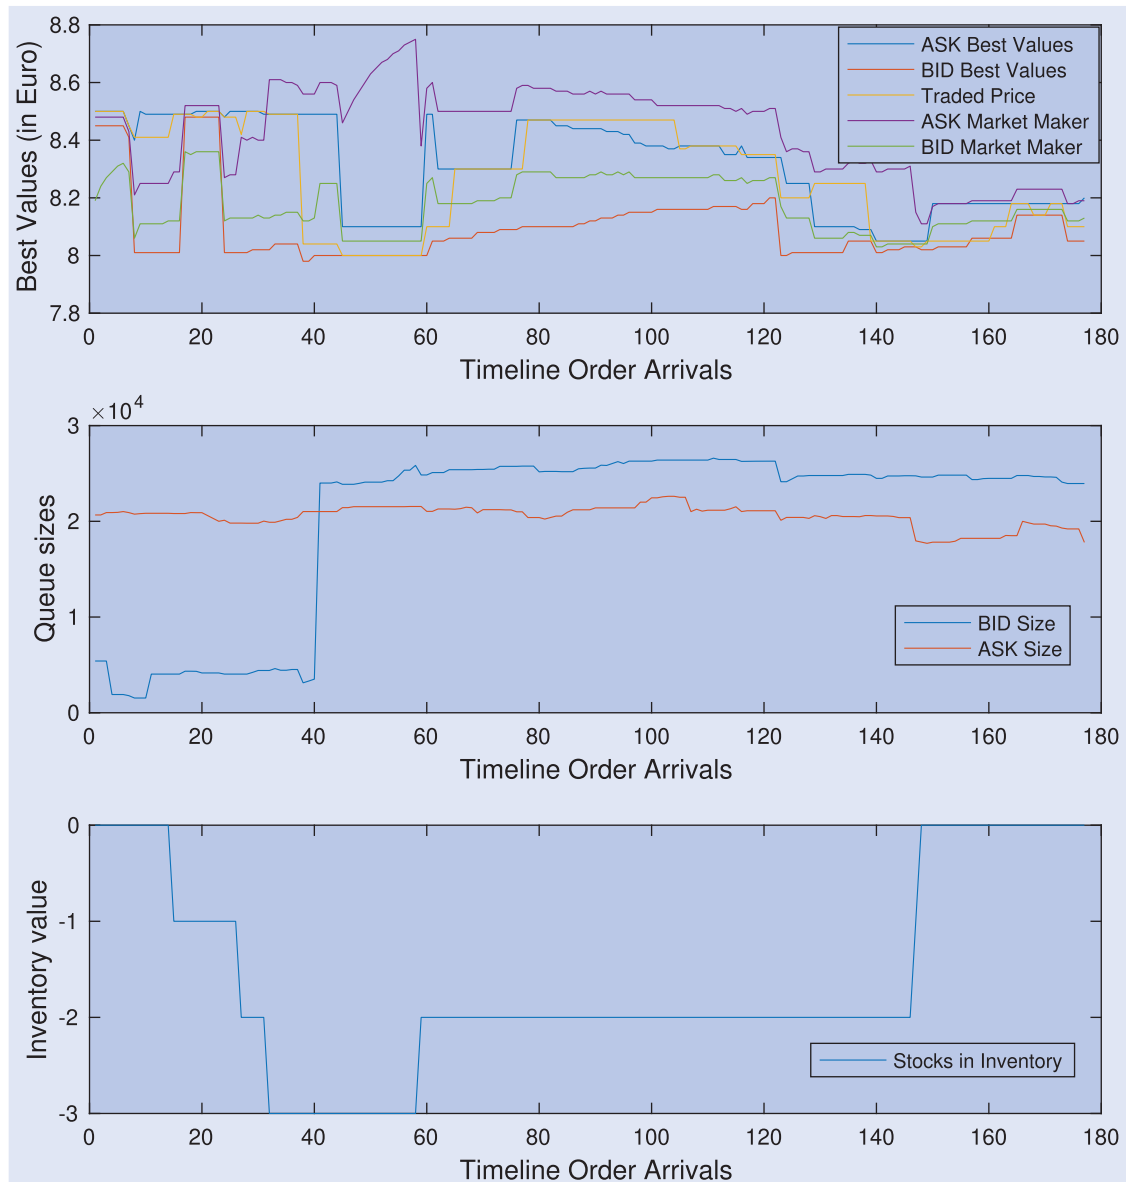 8.8
8.6
8.4
8.2
8
7.8
Best Values (in Euro)
ASK Best Values
BID Best Values
Traded Price
ASK Market Maker
BID Market Maker
0 20 40 60 80 100 120 140 160 180
Timeline Order Arrivals
×10^4
3
2
1
0
Queue sizes
BID Size
ASK Size
0 20 40 60 80 100 120 140 160 180
Timeline Order Arrivals
0
-1
-2
-3
Inventory value
Stocks in Inventory
0 20 40 60 80 100 120 140 160 180
Timeline Order Arrivals